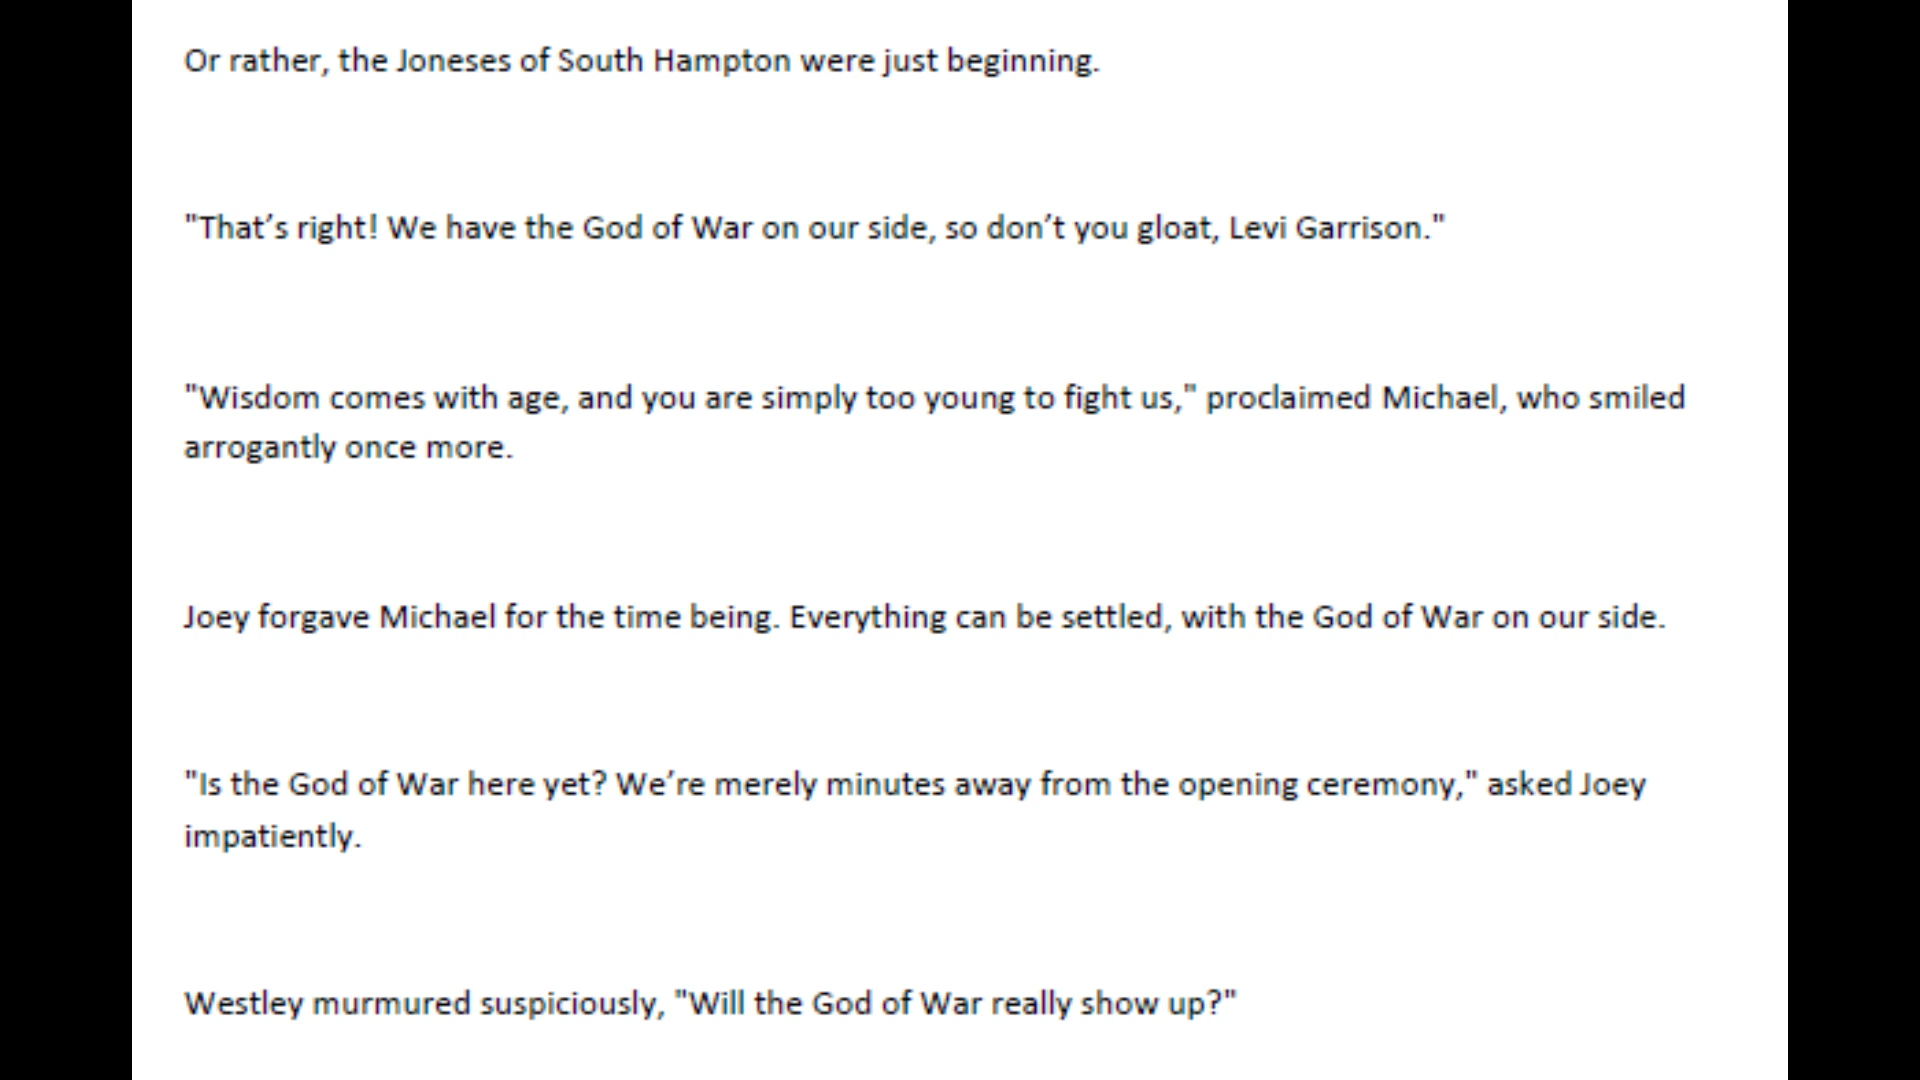 Or rather, the Joneses of South Hampton were just beginning.
"That’s right! We have the God of War on our side, so don’t you gloat, Levi Garrison."
"Wisdom comes with age, and you are simply too young to fight us," proclaimed Michael, who smiled
arrogantly once more.
Joey forgave Michael for the time being. Everything can be settled, with the God of War on our side.
"Is the God of War here yet? We’re merely minutes away from the opening ceremony," asked Joey
impatiently.
Westley murmured suspiciously, "Will the God of War really show up?"